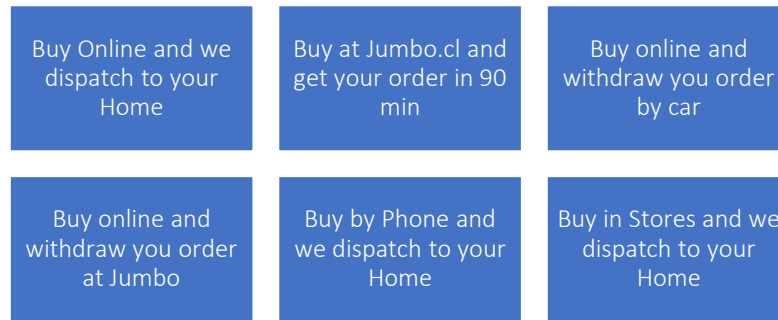 Buy Online and we
dispatch to your
Home
Buy at Jumbo.cl and
get your order in 90
min
Buy online and
withdraw you order
by car
Buy online and
withdraw you order
at Jumbo
Buy by Phone and
we dispatch to your
Home
Buy in Stores and we
dispatch to your
Home